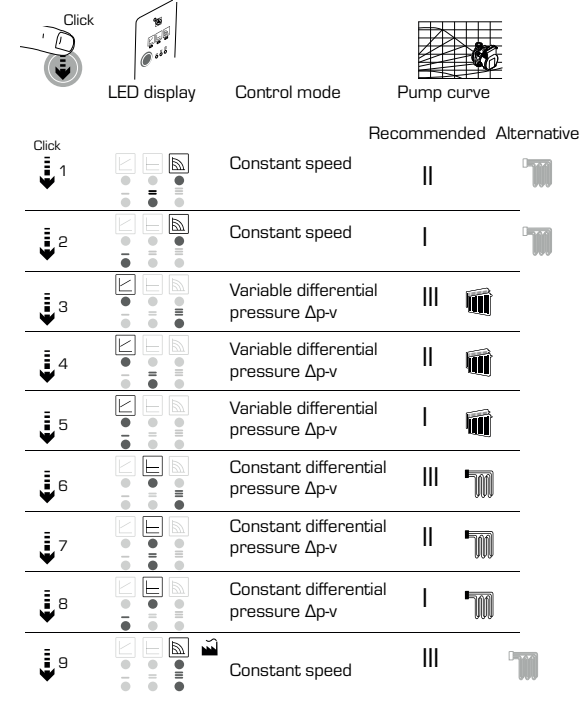 Click
LED display
Control mode
Pump curve
Recommended Alternative
Click
1 Constant speed II
2 Constant speed I
3 Variable differential III
pressure Δp-v
4 Variable differential II
pressure Δp-v
5 Variable differential I
pressure Δp-v
6 Constant differential III
pressure Δp-v
7 Constant differential II
pressure Δp-v
8 Constant differential I
pressure Δp-v
9 Constant speed III